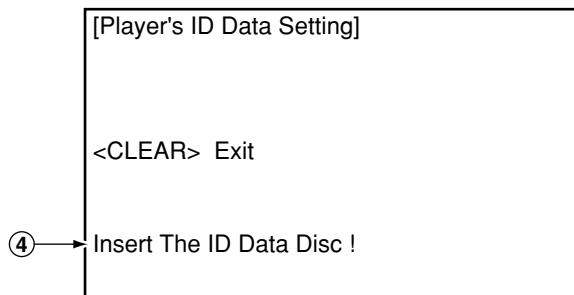 [Player's ID Data Setting]
<CLEAR> Exit
④ Insert The ID Data Disc !